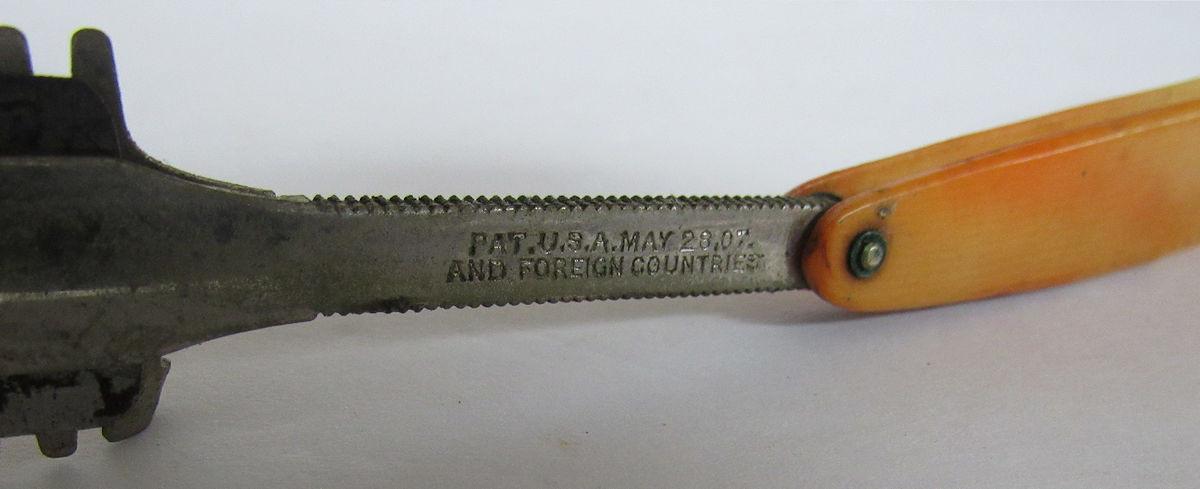 PAT.U.S.A.MAY 28.07.
AND FOREIGN COUNTRIES